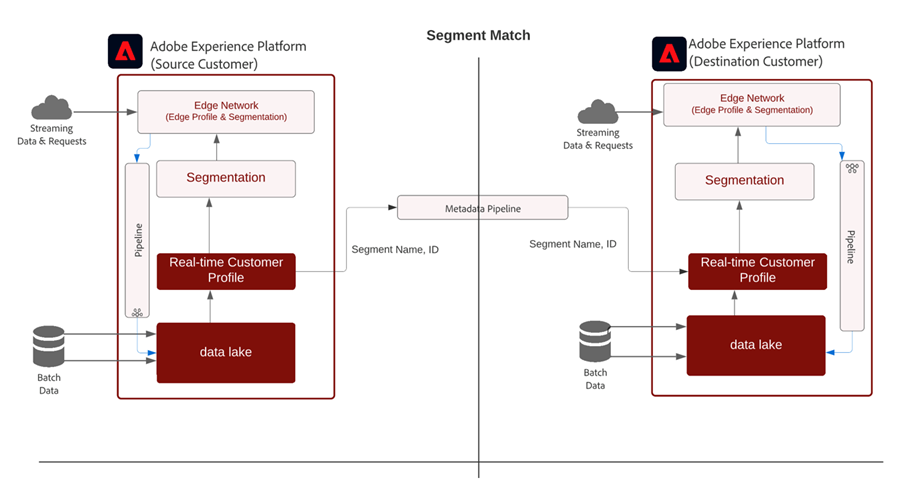 Segment Match
Adobe Experience Platform
(Source Customer)
Edge Network
(Edge Profile & Segmentation)
Streaming
Data & Requests
Segmentation
Pipeline
Real-time Customer
Profile
data lake
Batch
Data
Metadata Pipeline
Segment Name, ID
Segment Name, ID
Adobe Experience Platform
(Destination Customer)
Edge Network
(Edge Profile & Segmentation)
Streaming
Data & Requests
Segmentation
Pipeline
Real-time Customer
Profile
data lake
Batch
Data